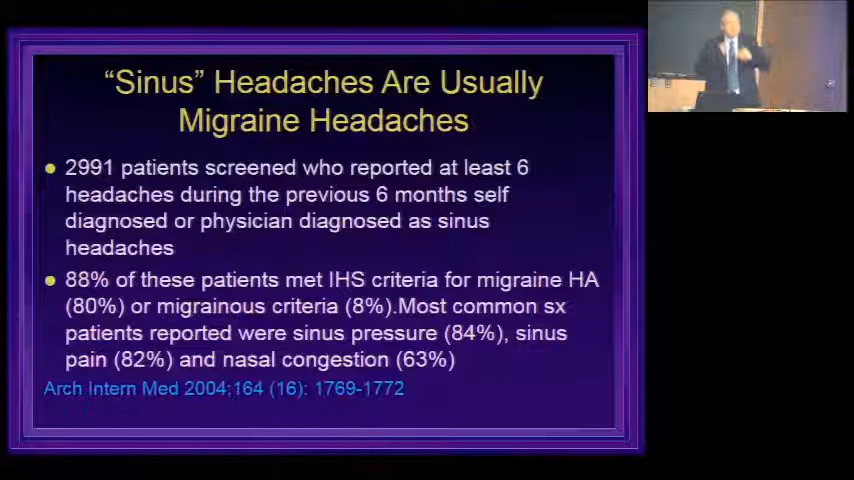 “Sinus” Headaches Are Usually
Migraine Headaches
2991 patients screened who reported at least 6
headaches during the previous 6 months self
diagnosed or physician diagnosed as sinus
headaches
88% of these patients met IHS criteria for migraine HA
(80%) or migrainous criteria (8%).Most common sx
patients reported were sinus pressure (84%), sinus
pain (82%) and nasal congestion (63%)
Arch Intern Med 2004;164 (16): 1769-1772